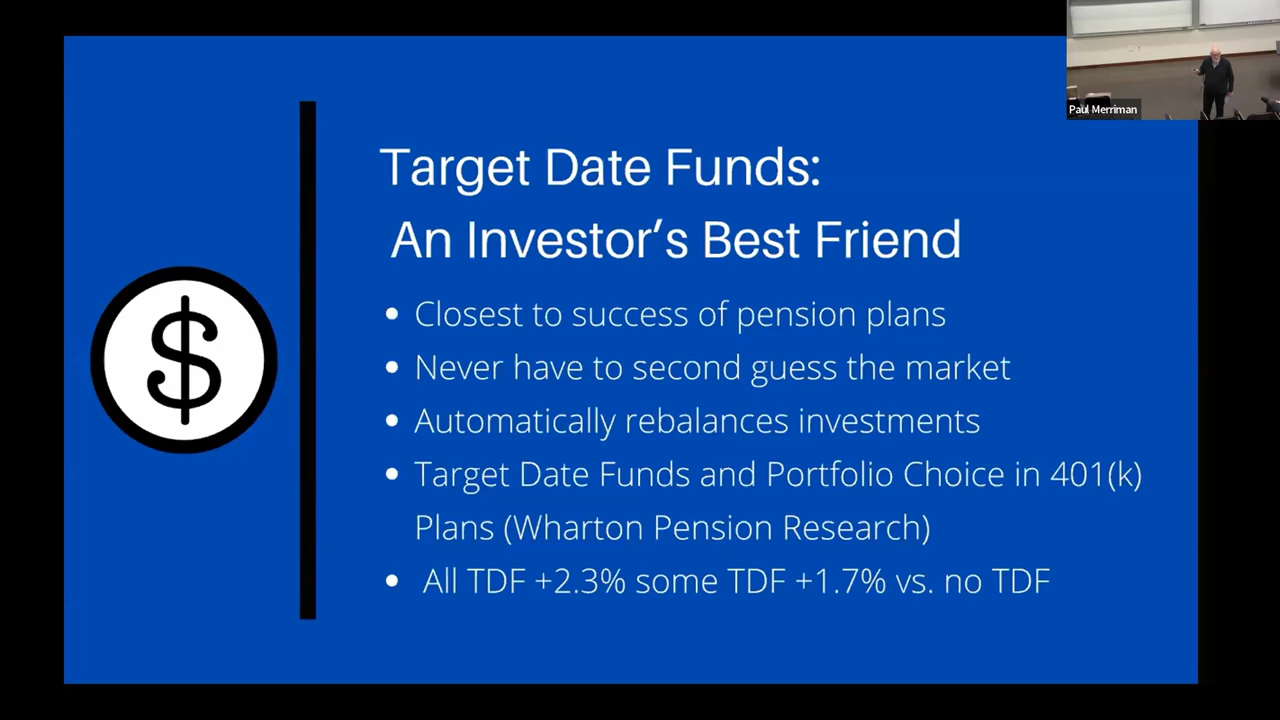 Paul Merriman
Target Date Funds:
An Investor's Best Friend
• Closest to success of pension plans
• Never have to second guess the market
• Automatically rebalances investments
• Target Date Funds and Portfolio Choice in 401(k)
Plans (Wharton Pension Research)
• All TDF +2.3% some TDF +1.7% vs. no TDF
$